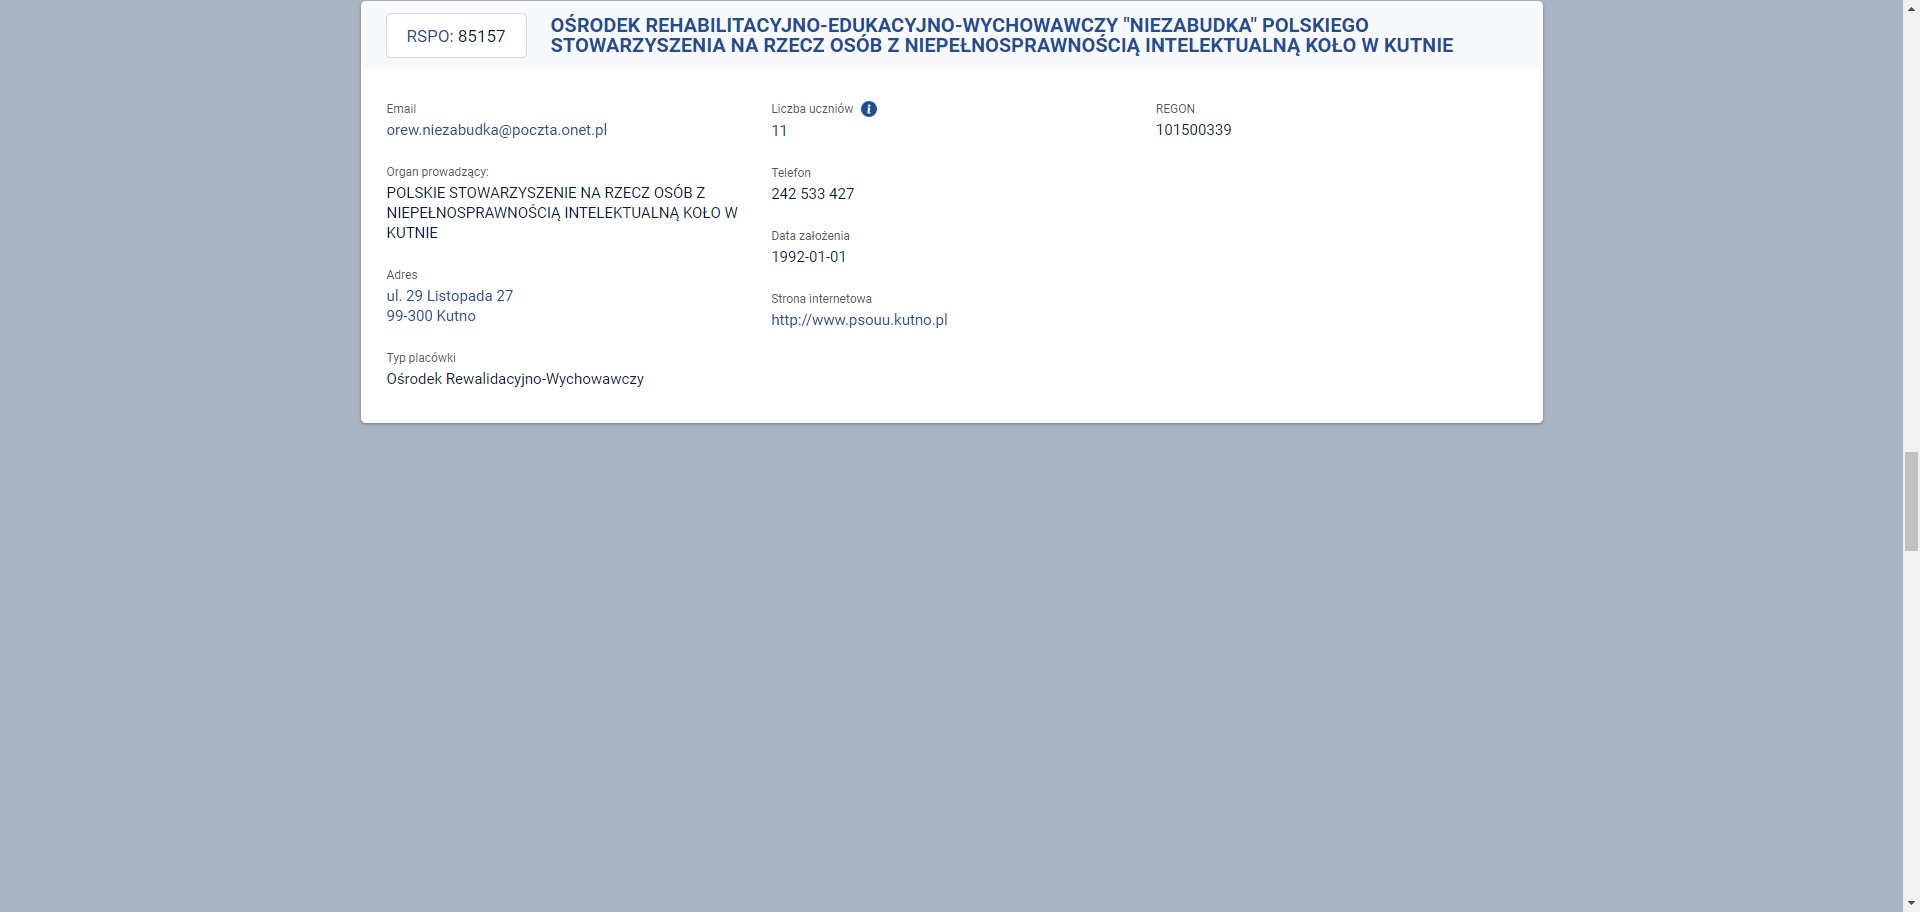 RSPO: 85157
OŚRODEK REHABILITACYJNO-EDUKACYJNO-WYCHOWAWCZY "NIEZABUDKA" POLSKIEGO
STOWARZYSZENIA NA RZECZ OSÓB Z NIEPEŁNOSPRAWNOŚCIĄ INTELEKTUALNĄ KOŁO W KUTNIE
Email
orew.niezabudka@poczta.onet.pl
Organ prowadzący:
POLSKIE STOWARZYSZENIE NA RZECZ OSÓB Z
NIEPEŁNOSPRAWNOŚCIĄ INTELEKTUALNĄ KOŁO W
KUTNIE
Adres
ul. 29 Listopada 27
99-300 Kutno
Typ placówki
Ośrodek Rewalidacyjno-Wychowawczy
Liczba uczniów i
11
Telefon
242 533 427
Data założenia
1992-01-01
Strona internetowa
http://www.psouu.kutno.pl
REGON
101500339